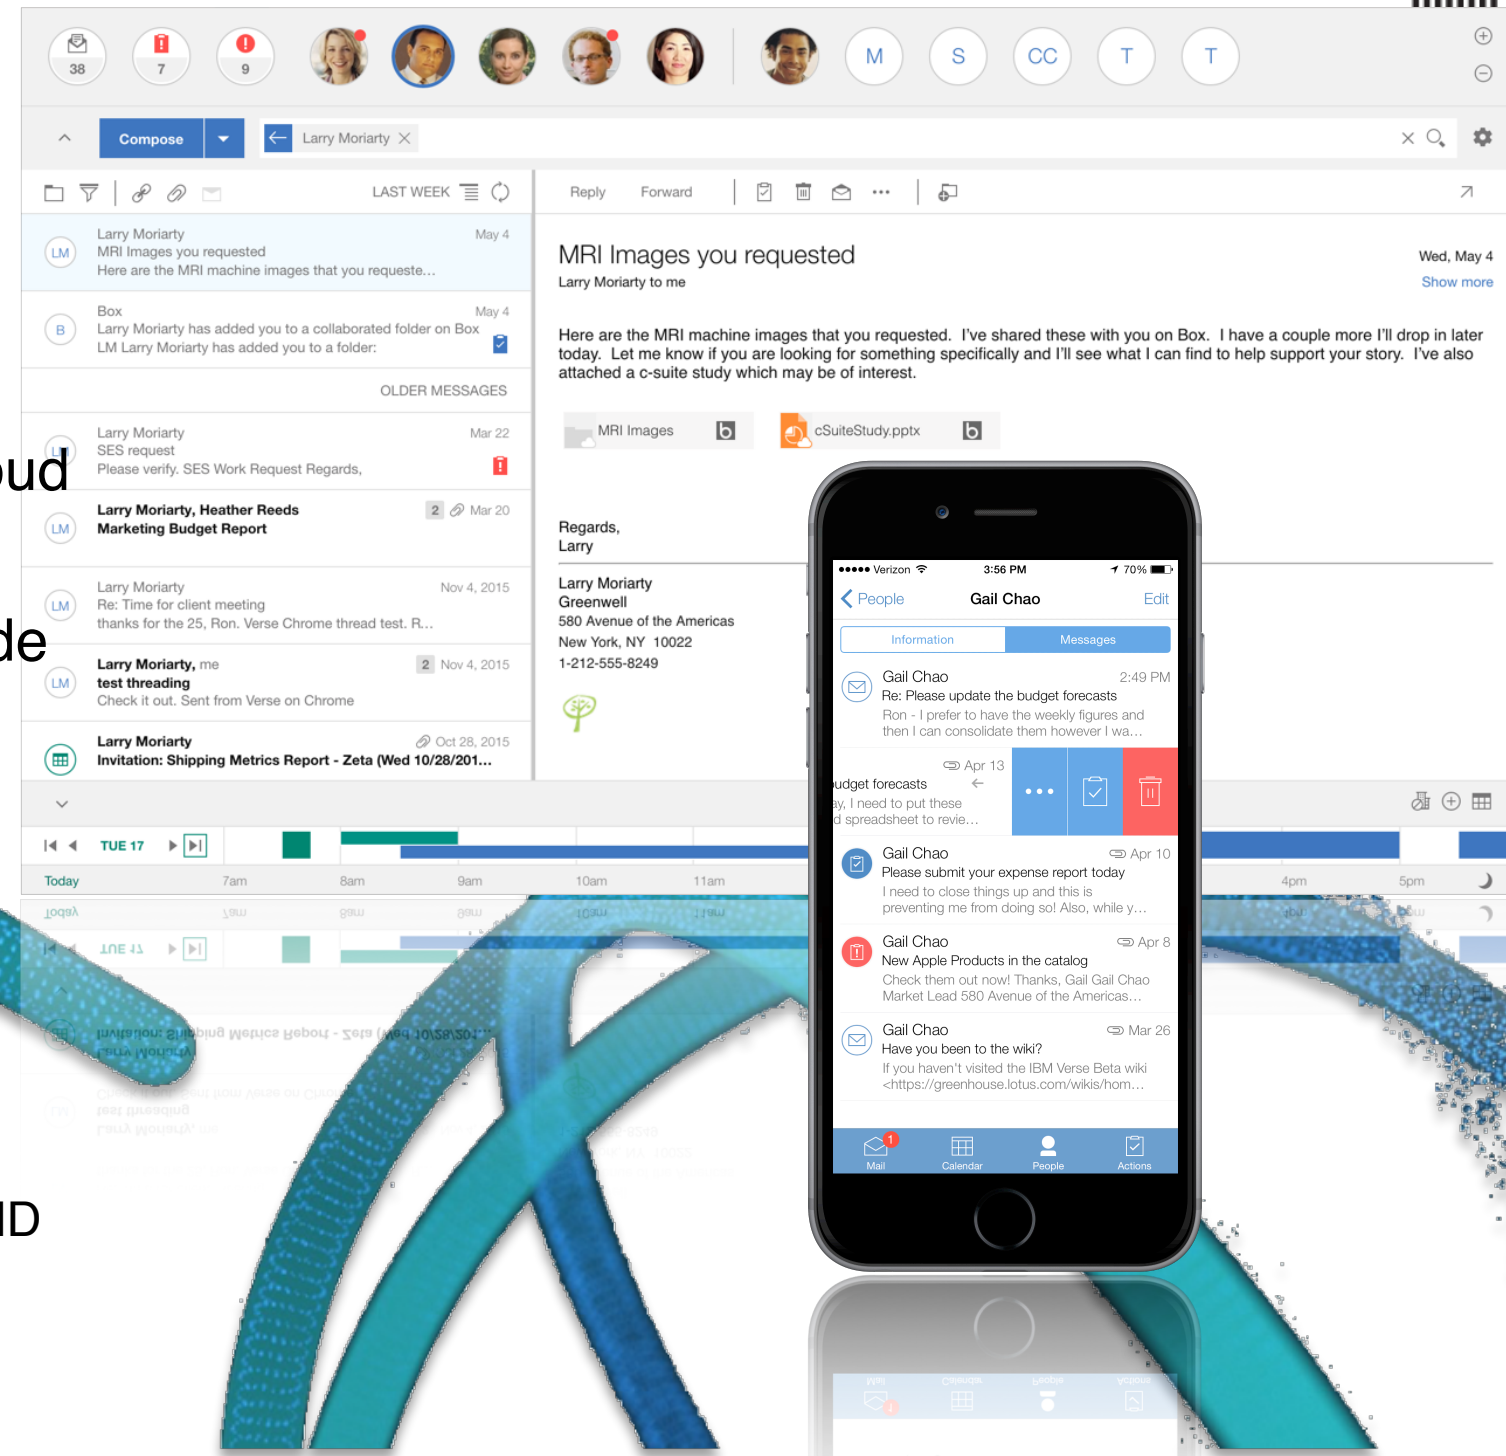 38
7
9
M
S
CC
T
T
Compose
Larry Moriarty
LAST WEEK
Larry Moriarty
May 4
MRI Images you requested
Here are the MRI machine images that you requeste...
LM
Box
May 4
Larry Moriarty has added you to a collaborated folder on Box
LM Larry Moriarty has added you to a folder:
B
OLDER MESSAGES
Larry Moriarty
Mar 22
SES request
Please verify. SES Work Request Regards,
LM
oud
Larry Moriarty, Heather Reeds
2
Mar 20
Marketing Budget Report
LM
Larry Moriarty
Nov 4, 2015
Re: Time for client meeting
thanks for the 25, Ron. Verse Chrome thread test. R...
LM
de
Larry Moriarty, me
2
Nov 4, 2015
test threading
Check it out. Sent from Verse on Chrome
LM
Larry Moriarty
Oct 28, 2015
Invitation: Shipping Metrics Report - Zeta (Wed 10/28/201...
Reply
Forward
MRI Images you requested
Wed, May 4
Larry Moriarty to me
Show more
Here are the MRI machine images that you requested. I've shared these with you on Box. I have a couple more I'll drop in later
today. Let me know if you are looking for something specifically and I'll see what I can find to help support your story. I've also
attached a c-suite study which may be of interest.
MRI Images
b
cSuiteStudy.pptx
b
Regards,
Larry
Larry Moriarty
Greenwell
580 Avenue of the Americas
New York, NY 10022
1-212-555-8249
TUE 17
Today
7am
8am
9am
10am
11am
4pm
5pm
Verizon
3:56 PM
70%
People
Gail Chao
Edit
Information
Messages
Gail Chao
2:49 PM
Re: Please update the budget forecasts
Ron - I prefer to have the weekly figures and
then I can consolidate them however I wa...
Apr 13
udget forecasts
ay, I need to put these
d spreadsheet to revie...
Gail Chao
Apr 10
Please submit your expense report today
I need to close things up and this is
preventing me from doing so! Also, while y...
Gail Chao
Apr 8
New Apple Products in the catalog
Check them out now! Thanks, Gail Gail Chao
Market Lead 580 Avenue of the Americas...
Gail Chao
Mar 26
Have you been to the wiki?
If you haven't visited the IBM Verse Beta wiki
<https://greenhouse.lotus.com/wikis/hom...
1
Mail
Calendar
People
Actions
ID